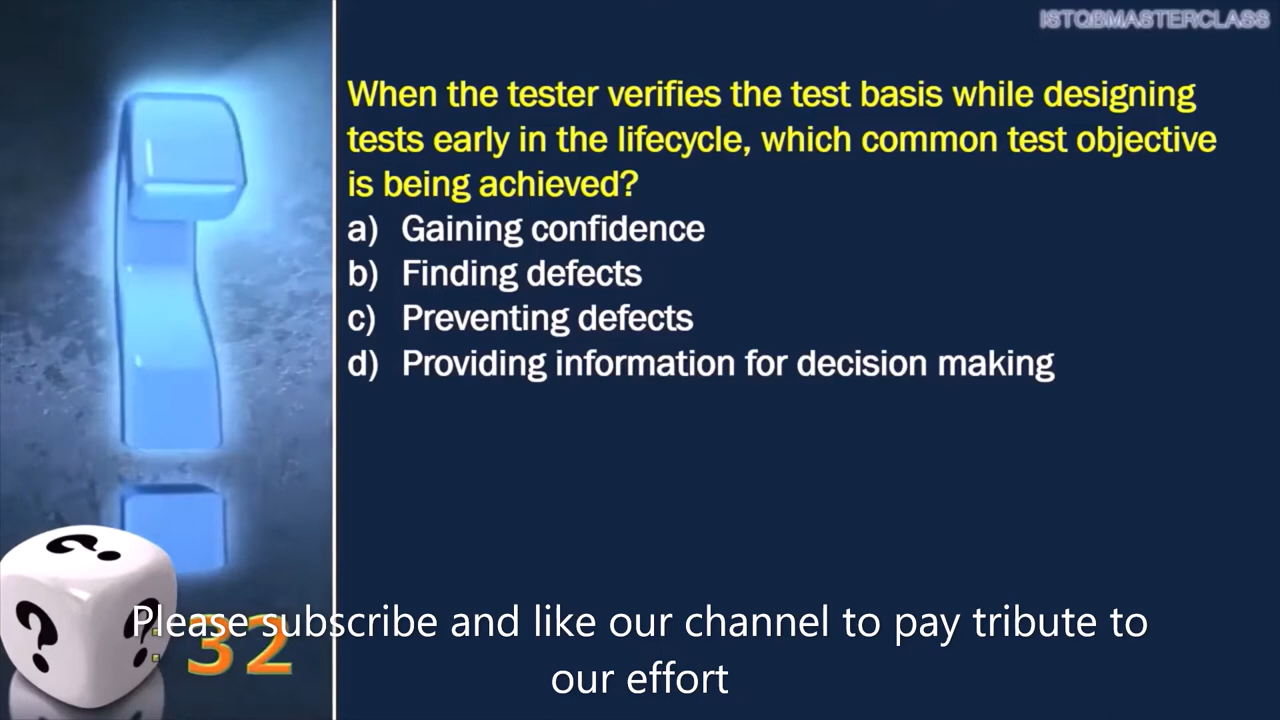 ISTQBMASTERCLASS
When the tester verifies the test basis while designing
tests early in the lifecycle, which common test objective
is being achieved?
a) Gaining confidence
b) Finding defects
c) Preventing defects
d) Providing information for decision making
? ? ?
: 32
Please subscribe and like our channel to pay tribute to
our effort